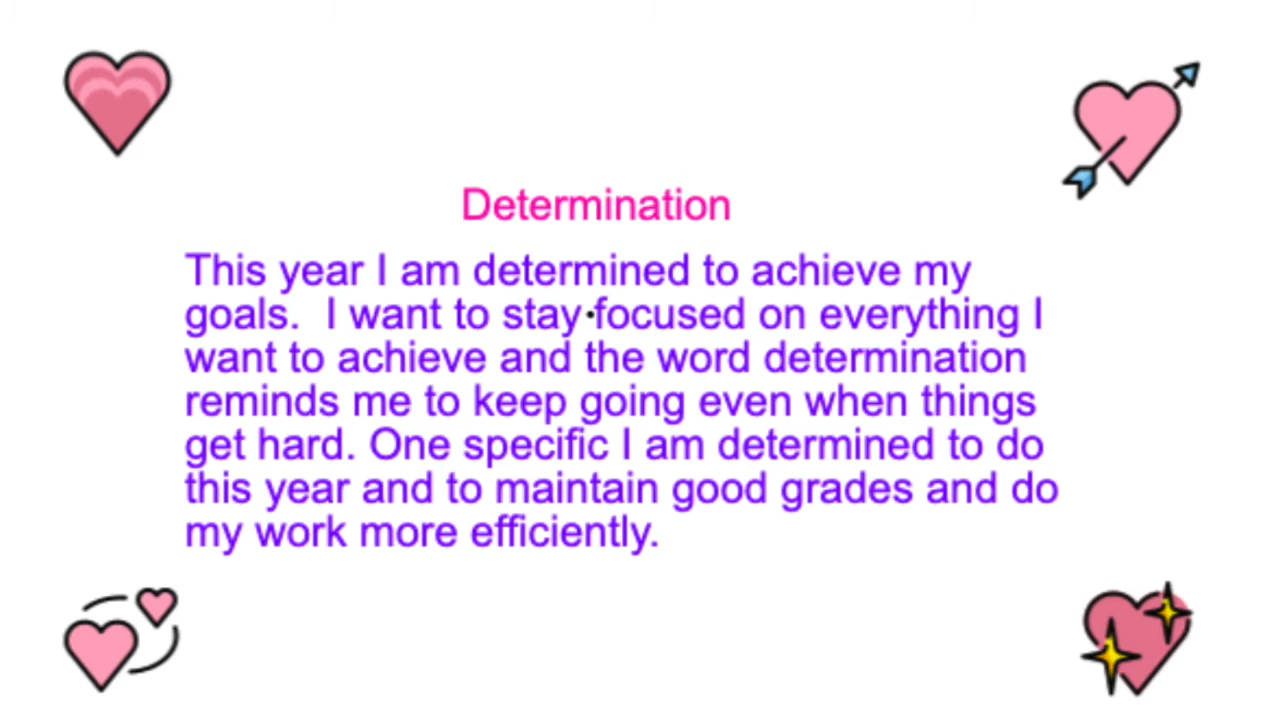 Determination
This year I am determined to achieve my
goals.  I want to stay focused on everything I
want to achieve and the word determination
reminds me to keep going even when things
get hard. One specific I am determined to do
this year and to maintain good grades and do
my work more efficiently.